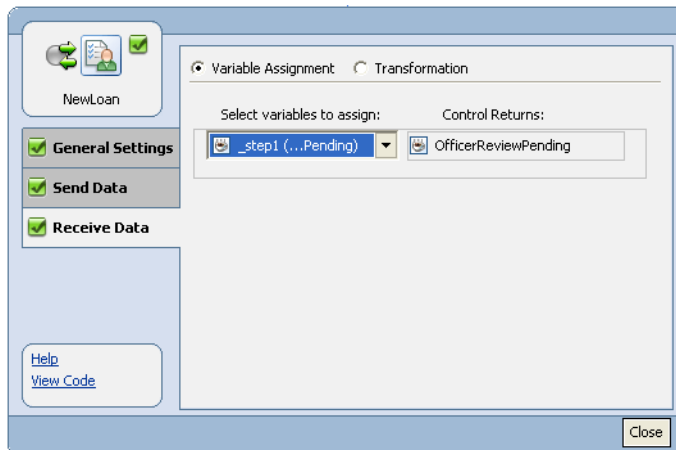 NewLoan
General Settings
Send Data
Receive Data
Help
View Code
Variable Assignment Transformation
Select variables to assign: Control Returns:
_step1 (...Pending) OfficerReviewPending
Close